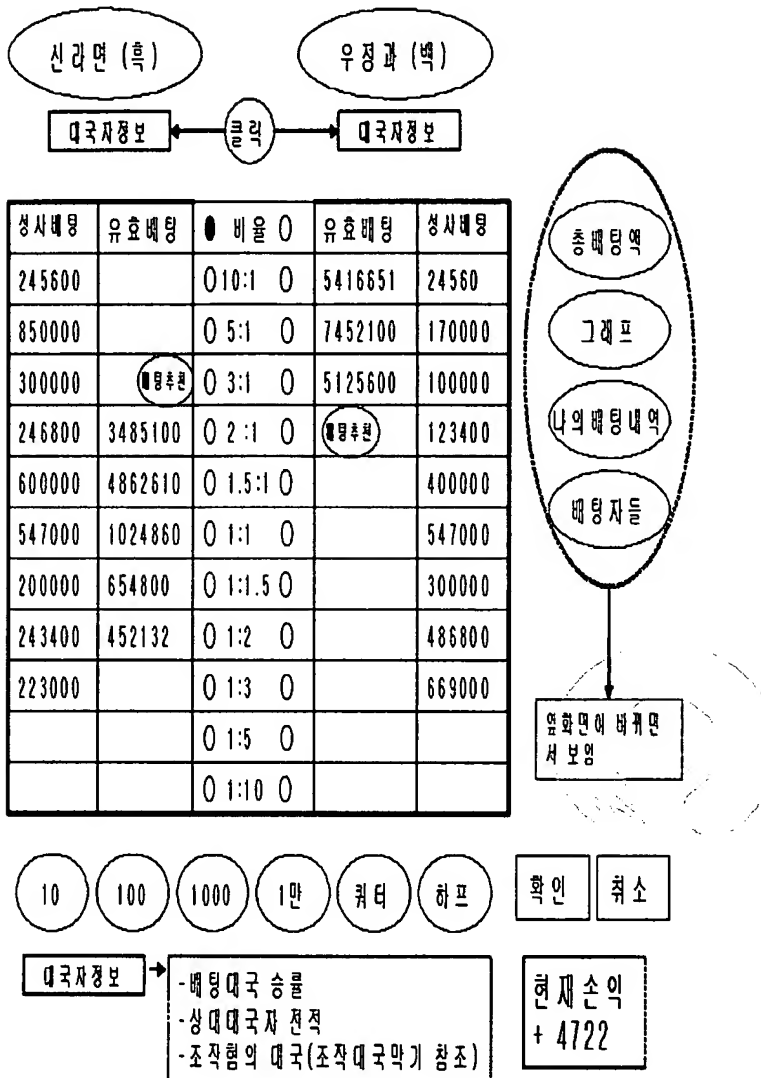 신라면 (흑) 우정과 (백)
대국자정보 클릭 대국자정보
성사배팅 유효배팅 ● 비율 ○ 유효배팅 성사배팅
245600 ○ 10:1 ○ 5416651 24560
850000 ○ 5:1 ○ 7452100 170000
300000 배팅추천 ○ 3:1 ○ 5125600 100000
246800 3485100 ○ 2 :1 ○ 배팅추천 123400
600000 4862610 ○ 1.5:1 ○ 400000
547000 1024860 ○ 1:1 ○ 547000
200000 654800 ○ 1:1.5 ○ 300000
243400 452132 ○ 1:2 ○ 486800
223000 ○ 1:3 ○ 669000
○ 1:5 ○
○ 1:10 ○
총배팅액
그래프
나의배팅내역
배팅자들
옆화면이 바뀌면
서 보임
10 100 1000 1만 쿼터 하프 확인 취소
대국자정보
-배팅대국 승률
-상대대국자 전적
-조작혐의 대국(조작대국막기 참조)
현재손익
+ 4722